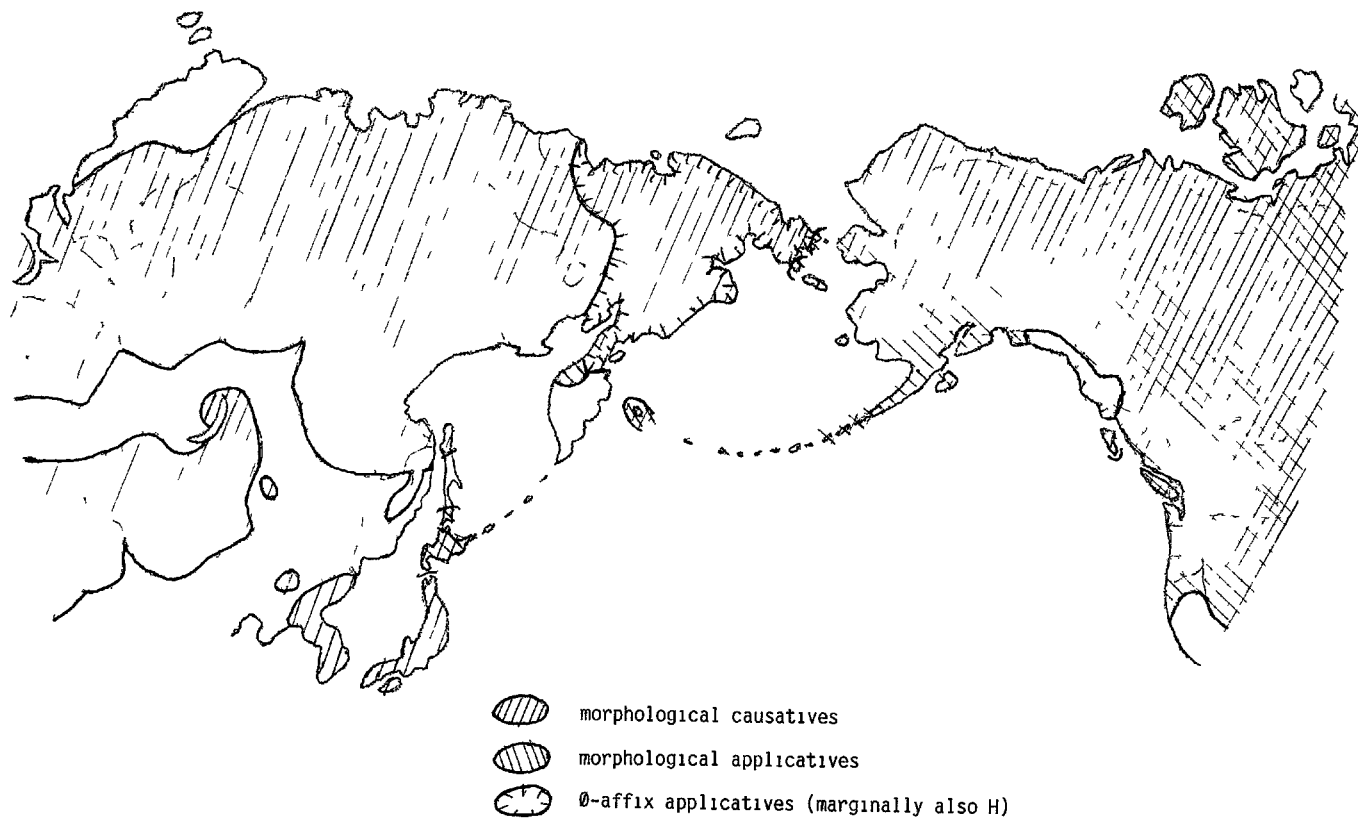 morphological causatives
morphological applicatives
Ø-affix applicatives (marginally also H)